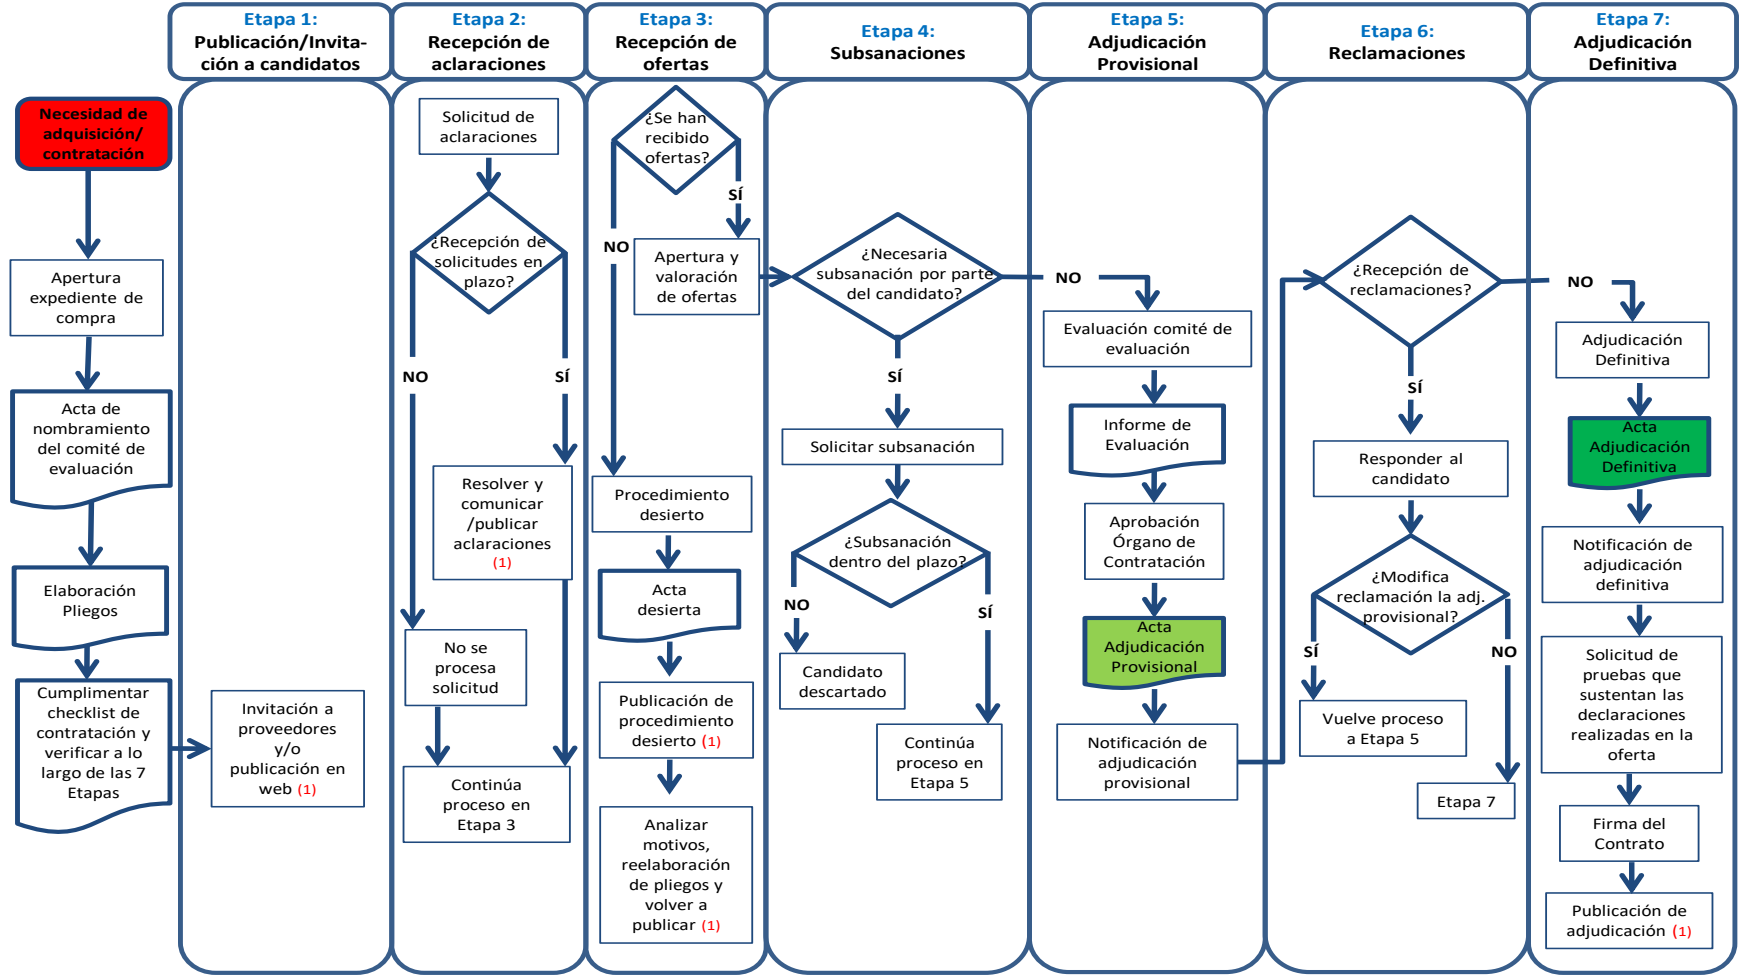 Etapa 1:
Publicación/Invita-
ción a candidatos
Etapa 2:
Recepción de
aclaraciones
Etapa 3:
Recepción de
ofertas
Etapa 4:
Subsanaciones
Etapa 5:
Adjudicación
Provisional
Etapa 6:
Reclamaciones
Etapa 7:
Adjudicación
Definitiva
Necesidad de
adquisición/
contratación
Apertura
expediente de
compra
Acta de
nombramiento
del comité de
evaluación
Elaboración
Pliegos
Cumplimentar
checklist de
contratación y
verificar a lo
largo de las 7
Etapas
Invitación a
proveedores
y/o
publicación en
web (1)
Solicitud de
aclaraciones
¿Recepción de
solicitudes en
plazo?
NO
SÍ
Resolver y
comunicar
/publicar
aclaraciones
(1)
No se
procesa
solicitud
Continúa
proceso en
Etapa 3
¿Se han
recibido
ofertas?
SÍ
NO
Apertura y
valoración
de ofertas
Procedimiento
desierto
Acta
desierta
Publicación de
procedimiento
desierto (1)
Analizar
motivos,
reelaboración
de pliegos y
volver a
publicar (1)
¿Necesaria
subsanación por parte
del candidato?
NO
SÍ
Solicitar subsanación
¿Subsanación
dentro del plazo?
NO
SÍ
Candidato
descartado
Continúa
proceso en
Etapa 5
Evaluación comité de
evaluación
Informe de
Evaluación
Aprobación
Órgano de
Contratación
Acta
Adjudicación
Provisional
Notificación de
adjudicación
provisional
¿Recepción de
reclamaciones?
NO
SÍ
Responder al
candidato
¿Modifica
reclamación la adj.
provisional?
SÍ
NO
Vuelve proceso
a Etapa 5
Etapa 7
Adjudicación
Definitiva
Acta
Adjudicación
Definitiva
Notificación de
adjudicación
definitiva
Solicitud de
pruebas que
sustentan las
declaraciones
realizadas en la
oferta
Firma del
Contrato
Publicación de
adjudicación (1)